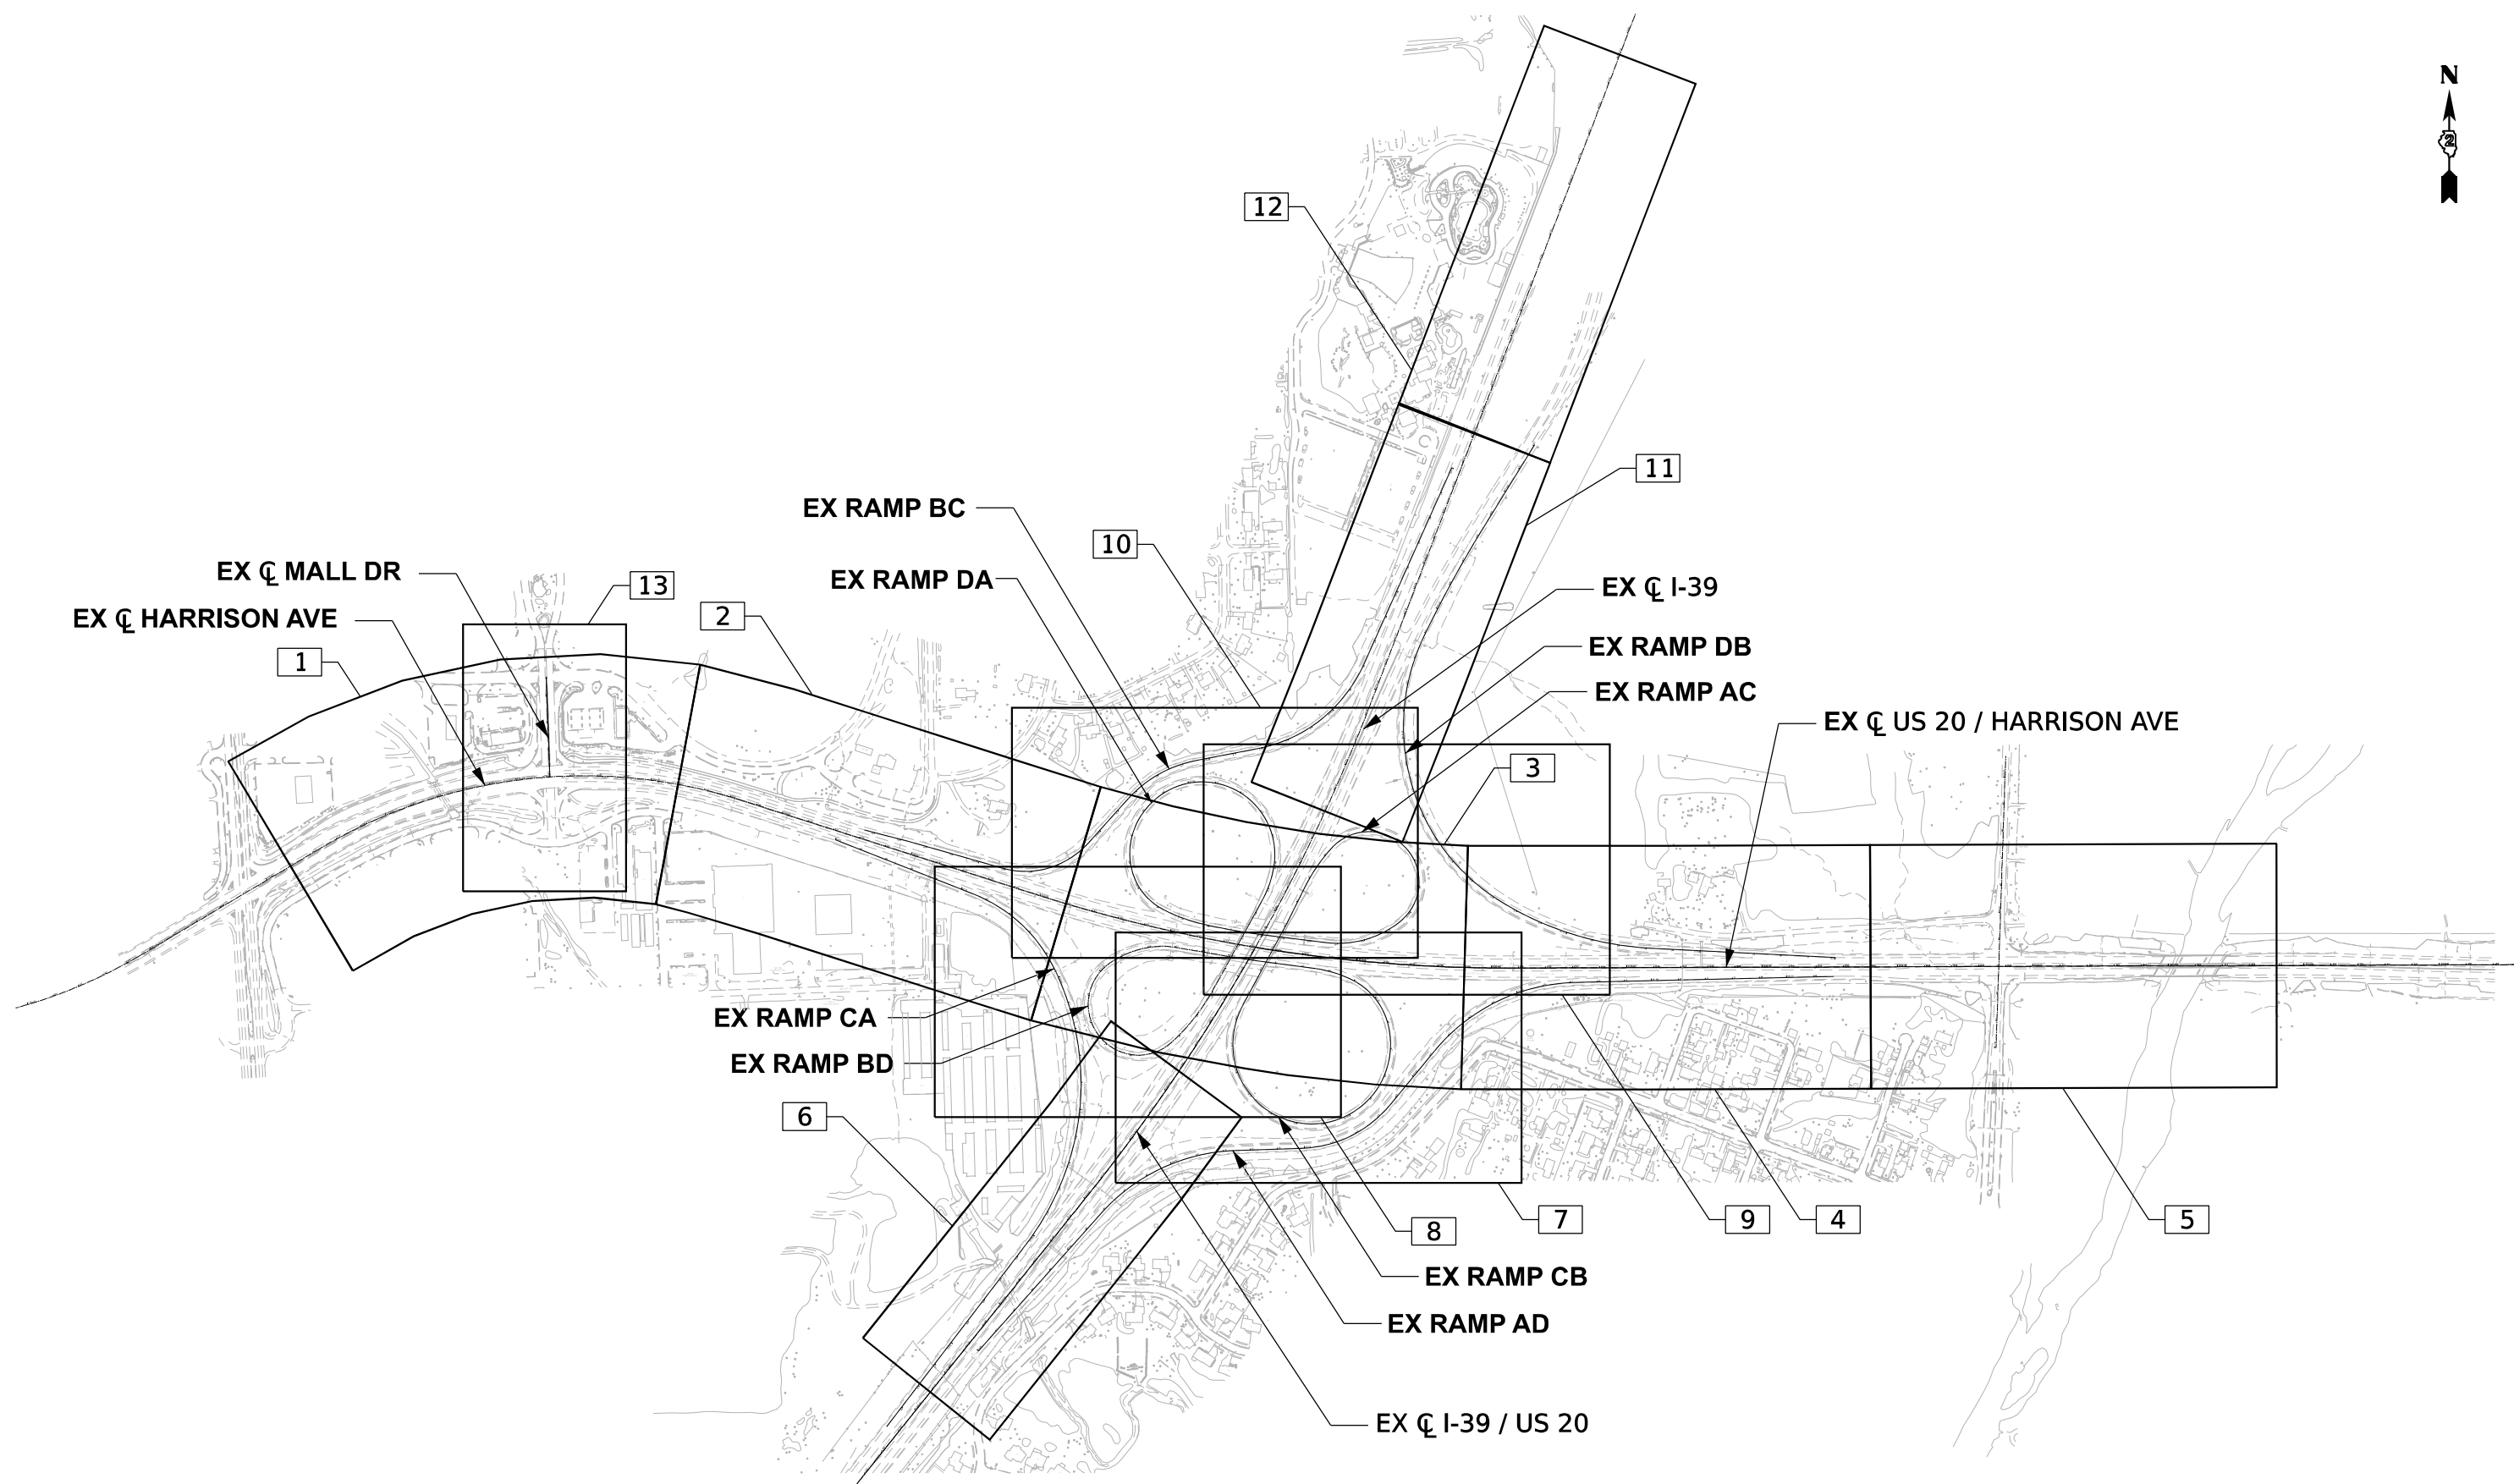 N
2
12
11
EX RAMP BC
10
EX ℄ MALL DR
EX RAMP DA
13
EX ℄ I-39
2
EX ℄ HARRISON AVE
EX RAMP DB
1
EX RAMP AC
EX ℄ US 20 / HARRISON AVE
3
EX RAMP CA
EX RAMP BD
6
8
7
9
4
5
EX RAMP CB
EX RAMP AD
EX ℄ I-39 / US 20